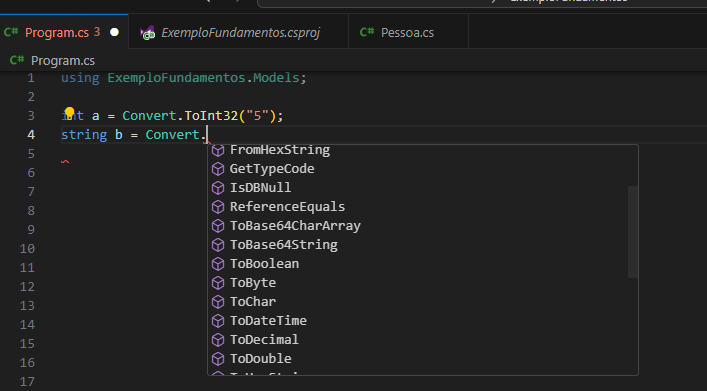 C# Program.cs 3 ExemploFundamentos.csproj C# Pessoa.cs
C# Program.cs
1 using ExemploFundamentos.Models;
2
3 int a = Convert.ToInt32("5");
4 string b = Convert.
5 FromHexString
6 GetTypeCode
7 IsDBNull
8 ReferenceEquals
9 ToBase64CharArray
10 ToBase64String
11 ToBoolean
12 ToByte
13 ToChar
14 ToDateTime
15 ToDecimal
16 ToDouble
17